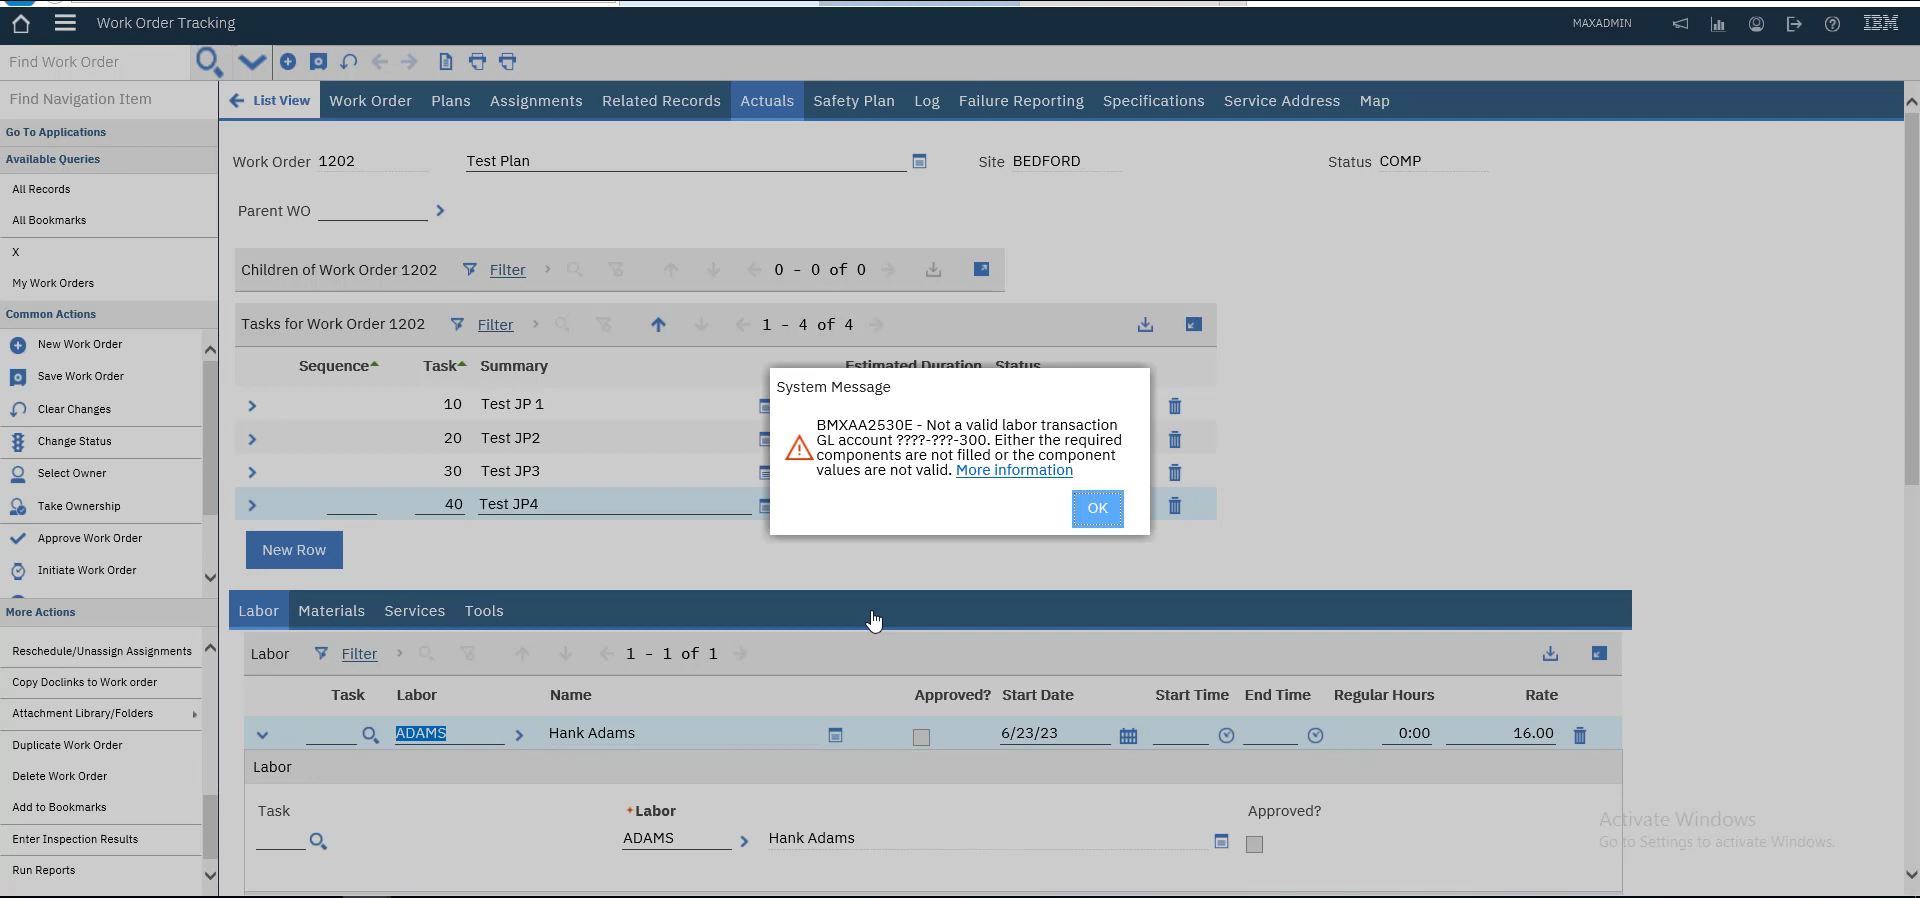 Work Order Tracking
MAXADMIN
IBM
Find Work Order
Find Navigation Item
List View Work Order Plans Assignments Related Records Actuals Safety Plan Log Failure Reporting Specifications Service Address Map
Go To Applications
Available Queries
All Records
All Bookmarks
X
My Work Orders
Common Actions
New Work Order
Save Work Order
Clear Changes
Change Status
Select Owner
Take Ownership
Approve Work Order
Initiate Work Order
More Actions
Reschedule/Unassign Assignments
Copy Doclinks to Work order
Attachment Library/Folders
Duplicate Work Order
Delete Work Order
Add to Bookmarks
Enter Inspection Results
Run Reports
Work Order 1202 Test Plan Site BEDFORD Status COMP
Parent WO
Children of Work Order 1202 Filter 0 - 0 of 0
Tasks for Work Order 1202 Filter 1 - 4 of 4
Sequence Task Summary Estimated Duration Status
10 Test JP 1
20 Test JP2
30 Test JP3
40 Test JP4
New Row
System Message
BMXAA2530E - Not a valid labor transaction
GL account ????-???-300. Either the required
components are not filled or the component
values are not valid. More information
OK
Labor Materials Services Tools
Labor Filter 1 - 1 of 1
Task Labor Name Approved? Start Date Start Time End Time Regular Hours Rate
ADAMS Hank Adams 6/23/23 0:00 16.00
Labor
Task *Labor Approved?
ADAMS Hank Adams
Activate Windows
Go to Settings to activate Windows.